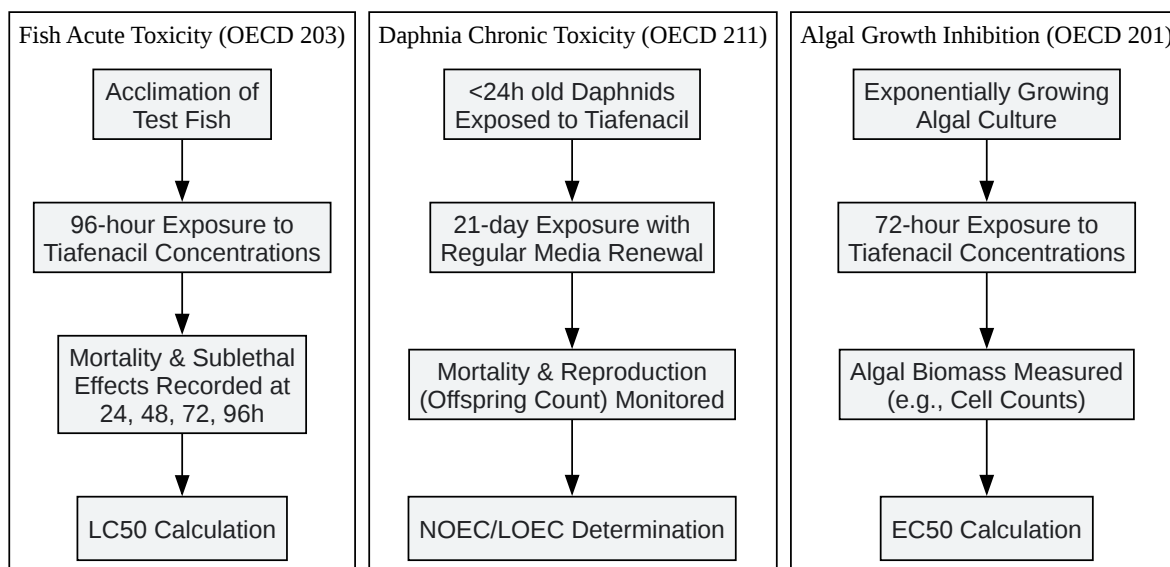 Fish Acute Toxicity (OECD 203)
Acclimation of
Test Fish
96-hour Exposure to
Tiafenacil Concentrations
Mortality & Sublethal
Effects Recorded at
24, 48, 72, 96h
LC50 Calculation
Daphnia Chronic Toxicity (OECD 211)
<24h old Daphnids
Exposed to Tiafenacil
21-day Exposure with
Regular Media Renewal
Mortality & Reproduction
(Offspring Count) Monitored
NOEC/LOEC Determination
Algal Growth Inhibition (OECD 201)
Exponentially Growing
Algal Culture
72-hour Exposure to
Tiafenacil Concentrations
Algal Biomass Measured
(e.g., Cell Counts)
EC50 Calculation